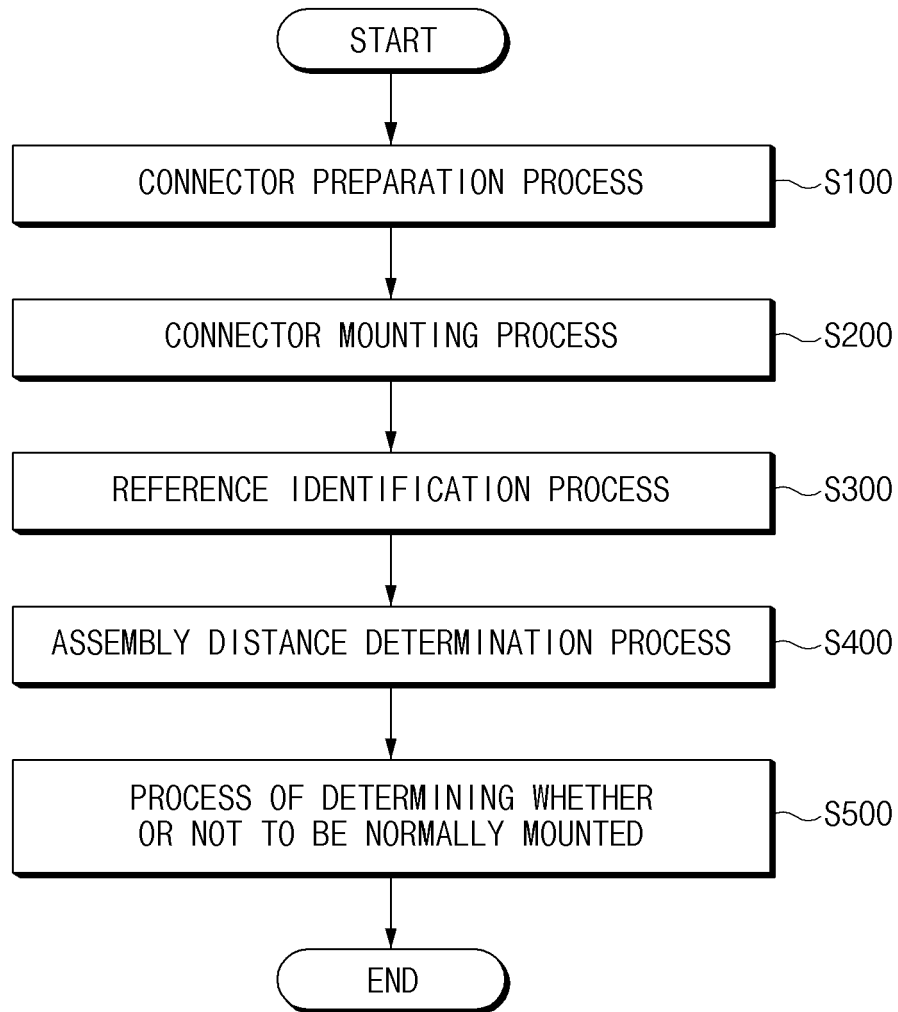 START
CONNECTOR PREPARATION PROCESS
S100
CONNECTOR MOUNTING PROCESS
S200
REFERENCE IDENTIFICATION PROCESS
S300
ASSEMBLY DISTANCE DETERMINATION PROCESS
S400
PROCESS OF DETERMINING WHETHER
OR NOT TO BE NORMALLY MOUNTED
S500
END